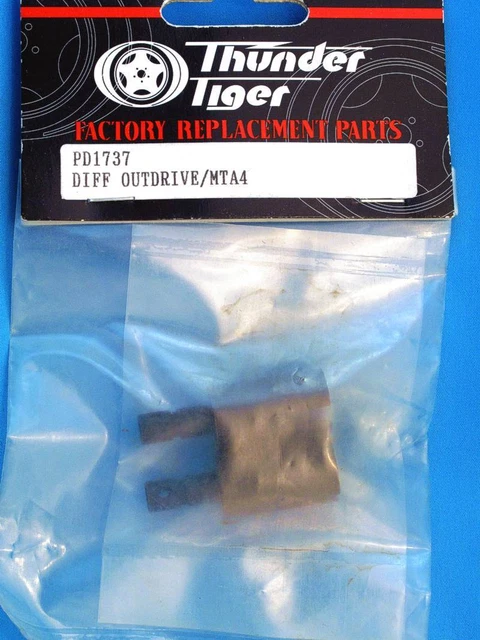 Thunder
Tiger
FACTORY REPLACEMENT PARTS
PD1737
DIFF OUTDRIVE/MTA4